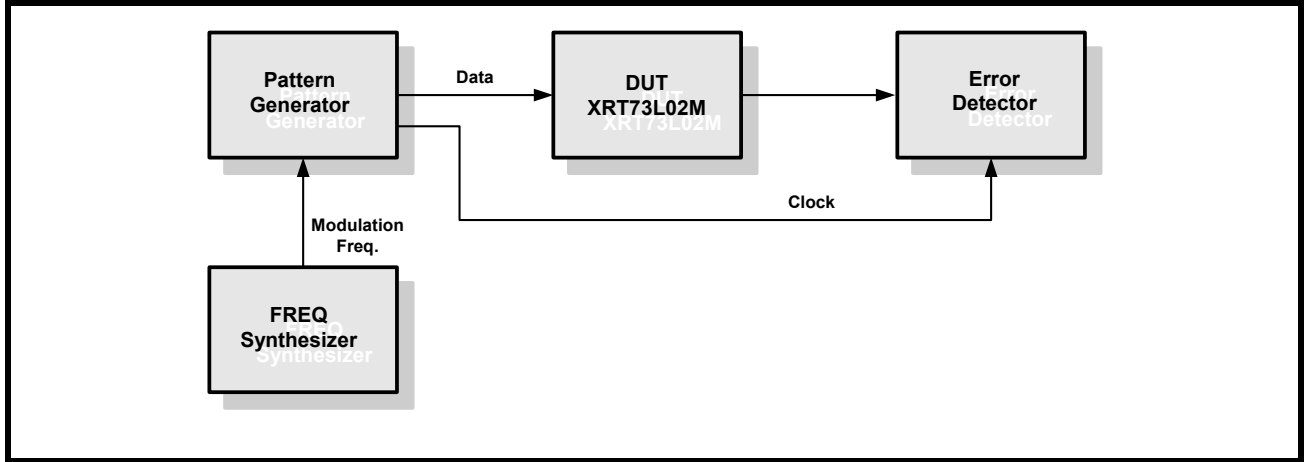 Pattern
Generator
Data
DUT
XRT73L02M
Error
Detector
Clock
Modulation
Freq.
FREQ
Synthesizer